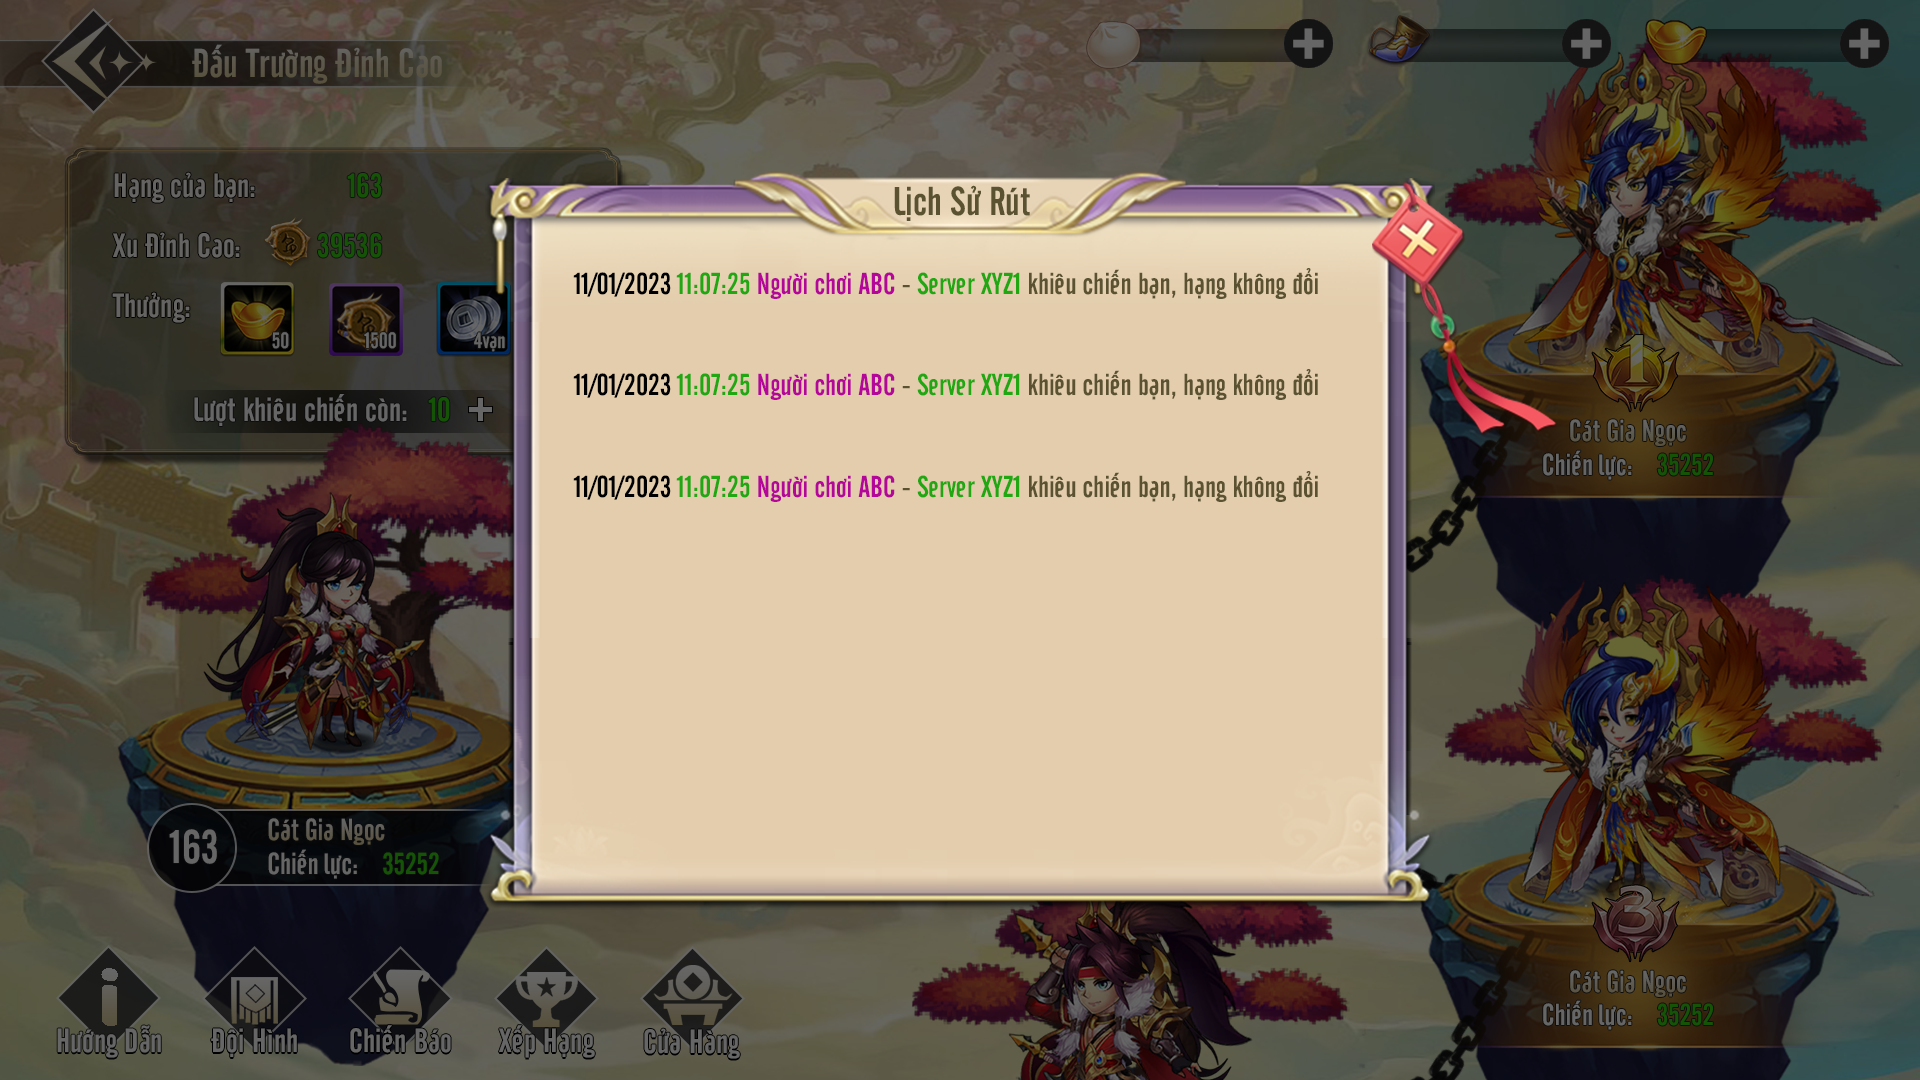 Đấu Trường Đỉnh Cao
Hạng của bạn: 163
Xu Đỉnh Cao: 39536
Thưởng: 50 1500 4vạn
Lượt khiêu chiến còn: 10
Lịch Sử Rút
11/01/2023 11:07:25 Người chơi ABC - Server XYZ1 khiêu chiến bạn, hạng không đổi
11/01/2023 11:07:25 Người chơi ABC - Server XYZ1 khiêu chiến bạn, hạng không đổi
11/01/2023 11:07:25 Người chơi ABC - Server XYZ1 khiêu chiến bạn, hạng không đổi
1
Cát Gia Ngọc
Chiến lực: 35252
163
Cát Gia Ngọc
Chiến lực: 35252
3
Cát Gia Ngọc
Chiến lực: 35252
Hướng Dẫn
Đội Hình
Chiến Báo
Xếp Hạng
Cửa Hàng